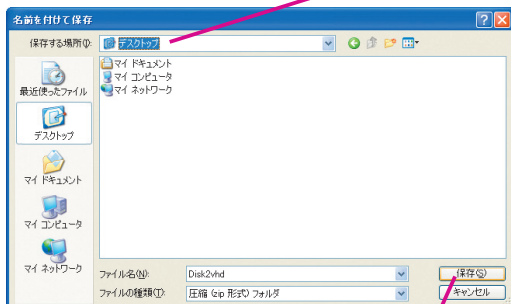 名前を付けて保存
保存する場所(I):
デスクトップ
マイ ドキュメント
マイ コンピュータ
マイ ネットワーク
最近使ったファイル
デスクトップ
マイ ドキュメント
マイ コンピュータ
マイ ネットワーク
ファイル名(N):
Disk2vhd
保存(S)
ファイルの種類(T):
圧縮 (zip 形式) フォルダ
キャンセル